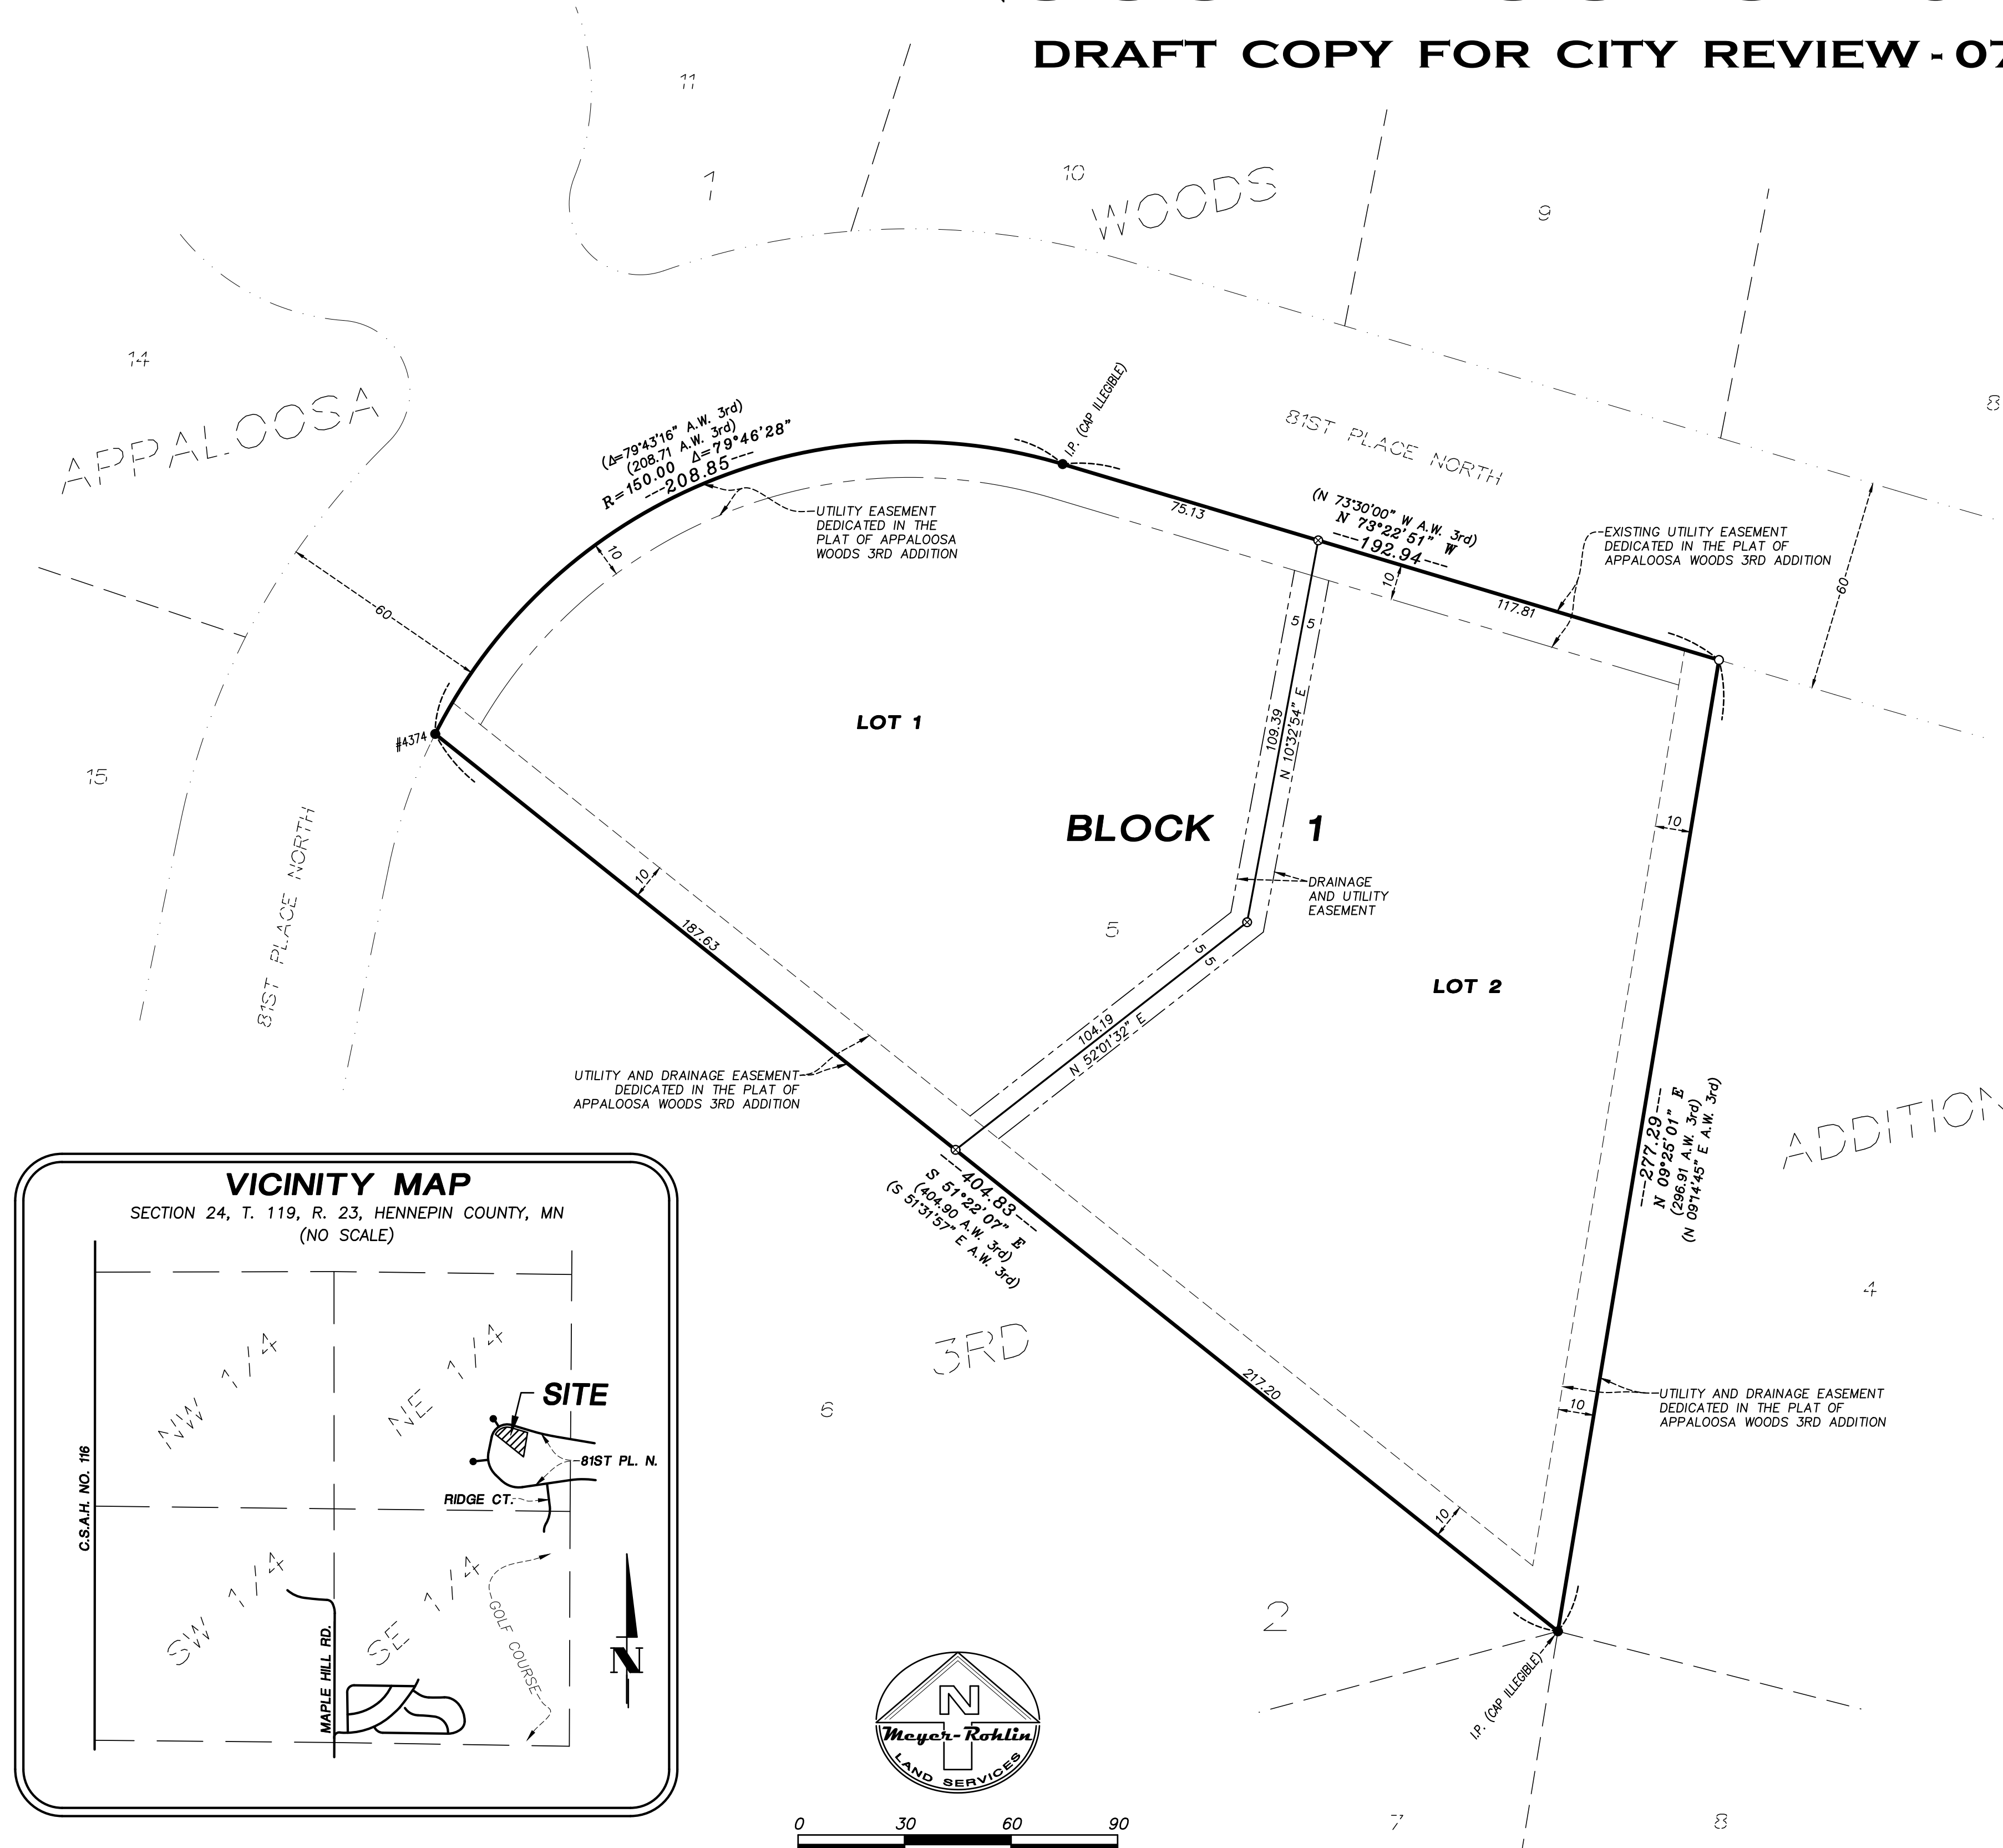 DRAFT COPY FOR CITY REVIEW - 07
11
1
10
WOODS
9
8
14
APPALOOSA
(Δ=79°43'16" A.W. 3rd)
(208.71 A.W. 3rd)
R=150.00 Δ=79°46'28"
208.85
I.P. (CAP ILLEGIBLE)
81ST PLACE NORTH
UTILITY EASEMENT
DEDICATED IN THE
PLAT OF APPALOOSA
WOODS 3RD ADDITION
10
75.13
(N 73°30'00" W A.W. 3rd)
N 73°22'51" W
192.94
10
117.81
EXISTING UTILITY EASEMENT
DEDICATED IN THE PLAT OF
APPALOOSA WOODS 3RD ADDITION
60
60
5 5
#4374
LOT 1
109.39
N 10°32'54" E
15
81ST PLACE NORTH
BLOCK 1
10
10
187.63
5
DRAINAGE
AND UTILITY
EASEMENT
5 5
LOT 2
104.19
N 52°01'32" E
UTILITY AND DRAINAGE EASEMENT
DEDICATED IN THE PLAT OF
APPALOOSA WOODS 3RD ADDITION
404.83
S 51°22'07" E
(404.90 A.W. 3rd)
(S 51°31'57" E A.W. 3rd)
277.29
N 09°25'01" E
(296.91 A.W. 3rd)
(N 09°14'45" E A.W. 3rd)
ADDITION
4
3RD
6
217.20
10
UTILITY AND DRAINAGE EASEMENT
DEDICATED IN THE PLAT OF
APPALOOSA WOODS 3RD ADDITION
10
2
I.P. (CAP ILLEGIBLE)
7
8
VICINITY MAP
SECTION 24, T. 119, R. 23, HENNEPIN COUNTY, MN
(NO SCALE)
NW 1/4
NE 1/4
SITE
81ST PL. N.
RIDGE CT.
C.S.A.H. NO. 116
SW 1/4
SE 1/4
GOLF COURSE
MAPLE HILL RD.
N
N
Meyer-Rohlin
LAND SERVICES
0 30 60 90